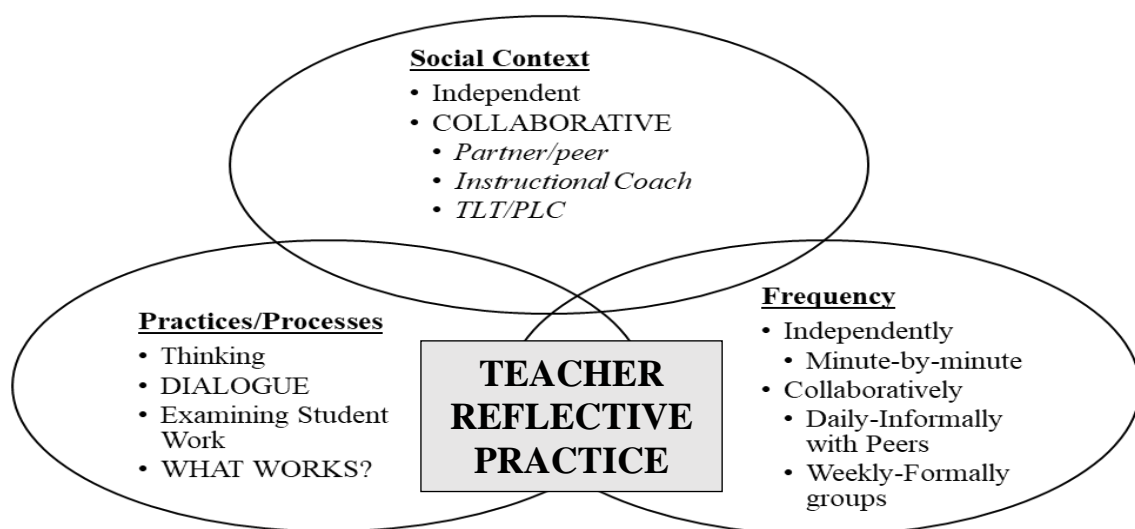 Social Context
• Independent
• COLLABORATIVE
• Partner/peer
• Instructional Coach
• TLT/PLC
Practices/Processes
• Thinking
• DIALOGUE
• Examining Student
Work
• WHAT WORKS?
TEACHER
REFLECTIVE
PRACTICE
Frequency
• Independently
• Minute-by-minute
• Collaboratively
• Daily-Informally
with Peers
• Weekly-Formally
groups